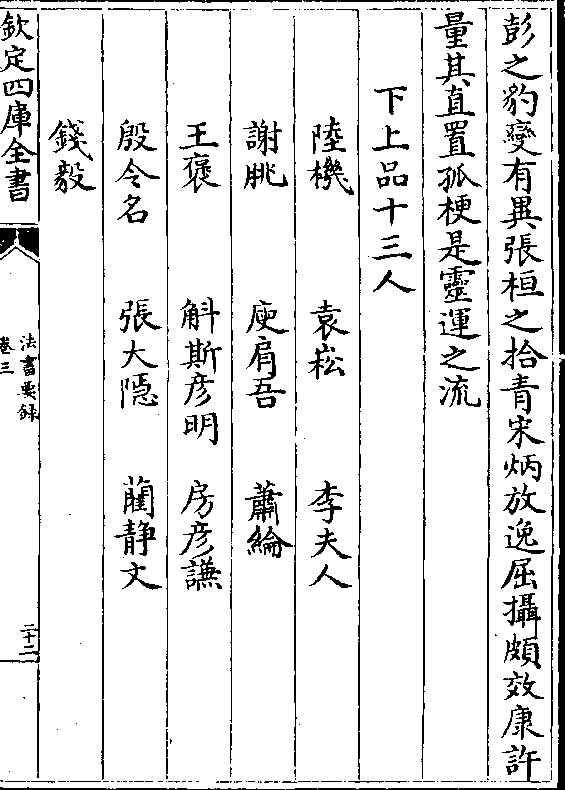 彭之豹變有異張桓之拾青宋炳放逸屈攝頗效康許
量其直置孤梗是靈運之流
下上品十三人
陸機 袁崧 李夫人
謝朓 庾肩吾 蕭綸
王褒 斛斯彦明 房彦謙
殷令名 張大隱 藺静文
錢毅
欽定四庫全書 法書要録 卷三 二十二